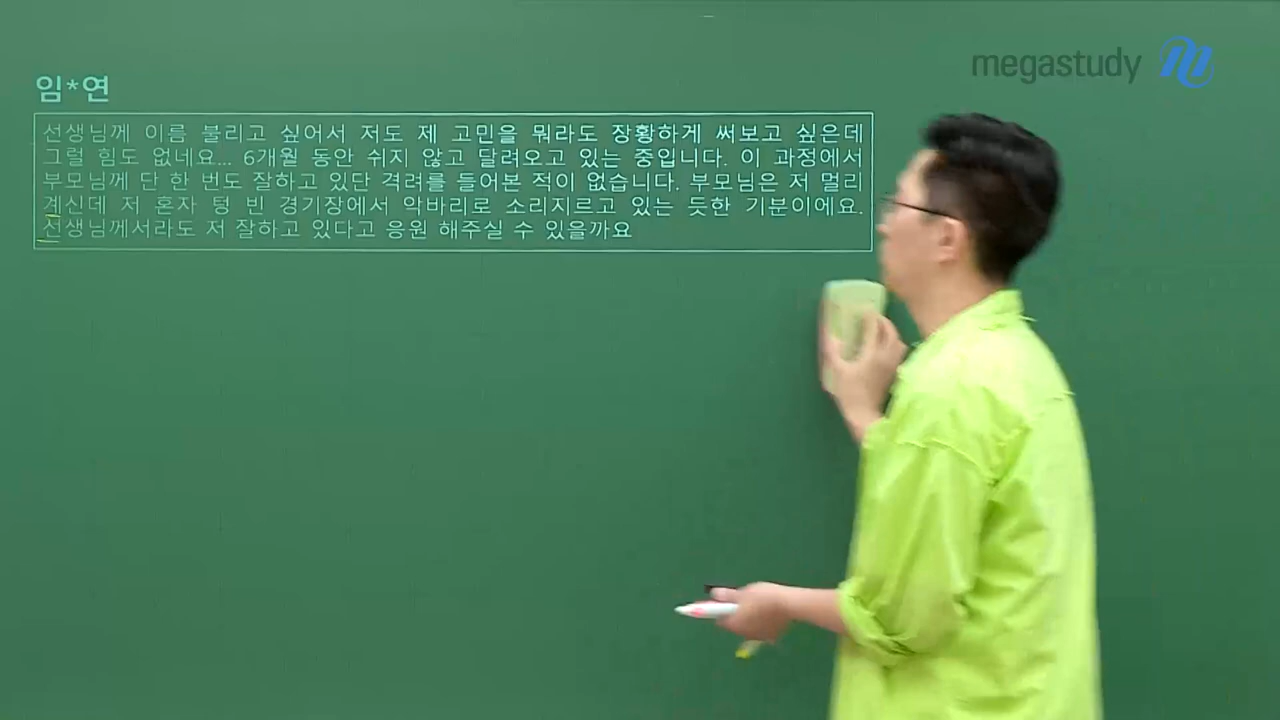 megastudy
임*연
선생님께 이름 불리고 싶어서 저도 제 고민을 뭐라도 장황하게 써보고 싶은데
그럴 힘도 없네요... 6개월 동안 쉬지 않고 달려오고 있는 중입니다. 이 과정에서
부모님께 단 한 번도 잘하고 있단 격려를 들어본 적이 없습니다. 부모님은 저 멀리
계신데 저 혼자 텅 빈 경기장에서 악바리로 소리지르고 있는 듯한 기분이에요.
선생님께서라도 저 잘하고 있다고 응원 해주실 수 있을까요